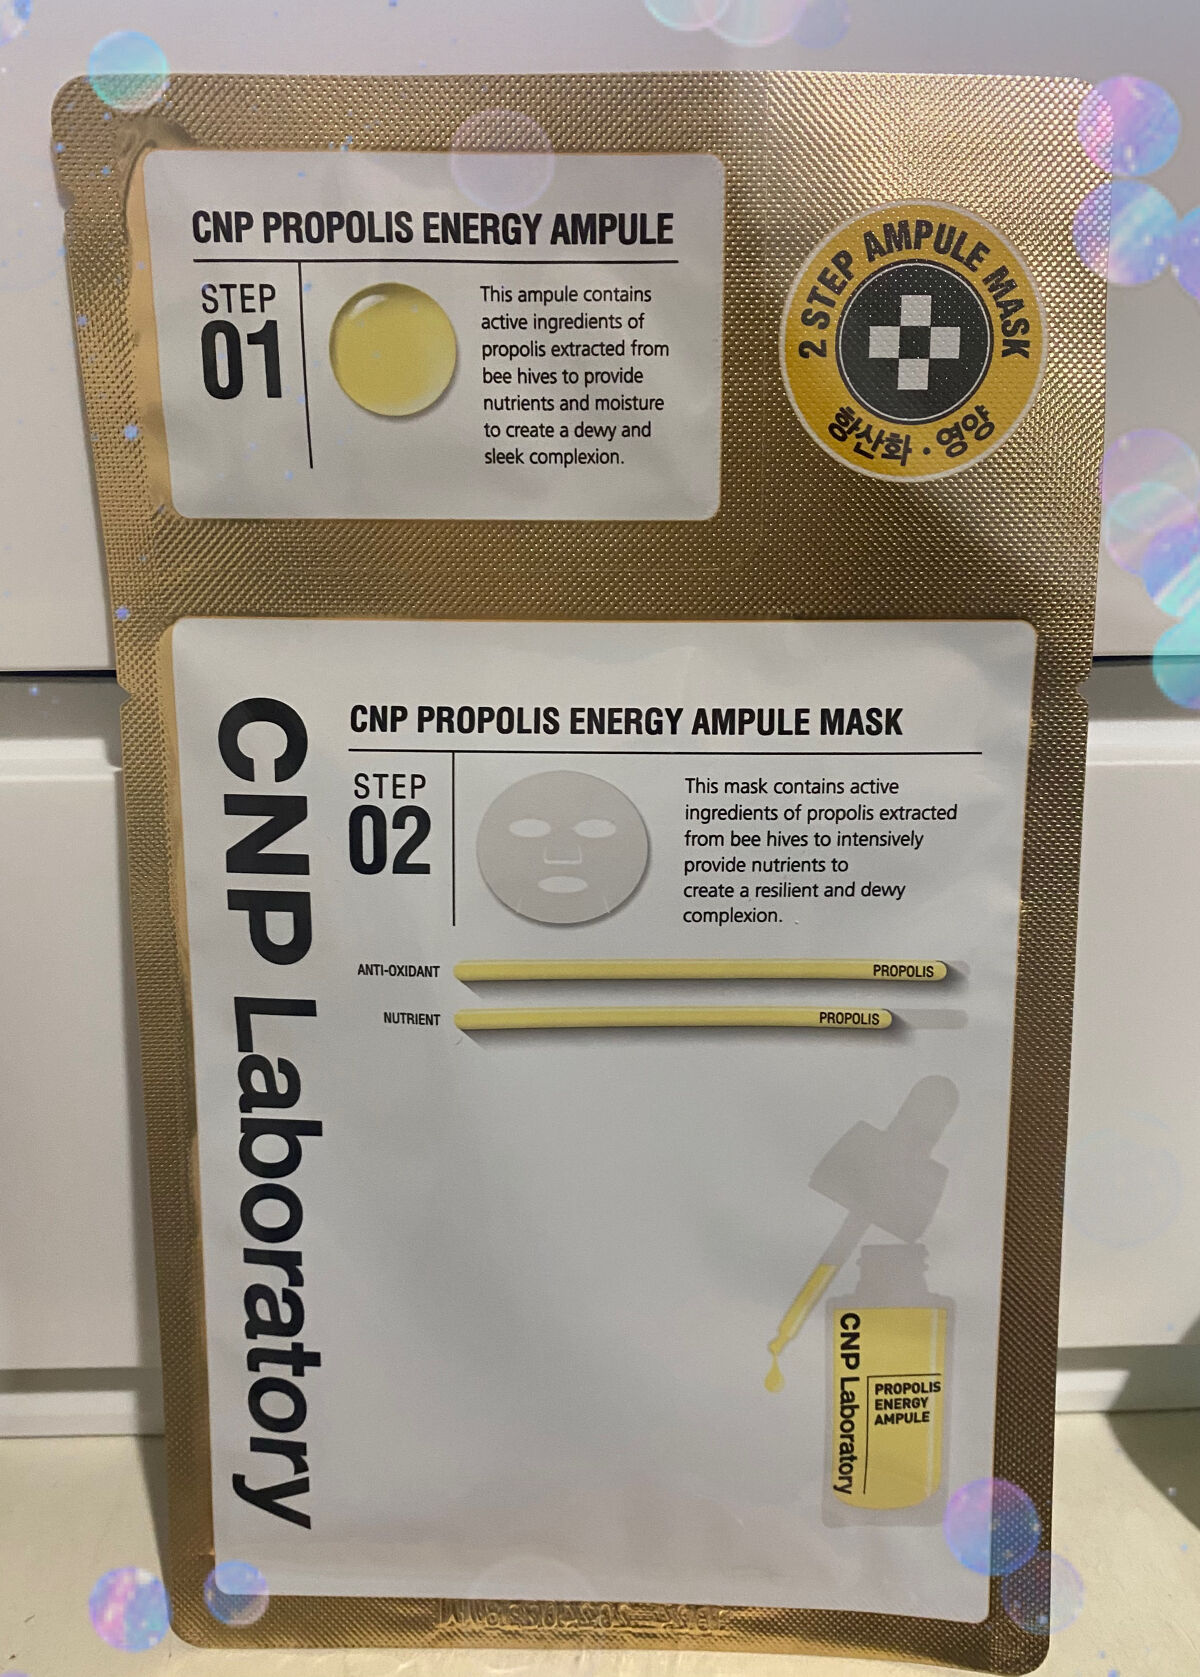 CNP PROPOLIS ENERGY AMPULE
STEP
01
This ampule contains
active ingredients of
propolis extracted from
bee hives to provide
nutrients and moisture
to create a dewy and
sleek complexion.
2 STEP AMPULE MASK
항산화 · 영양
CNP Laboratory
CNP PROPOLIS ENERGY AMPULE MASK
STEP
02
This mask contains active
ingredients of propolis extracted
from bee hives to intensively
provide nutrients to
create a resilient and dewy
complexion.
ANTI-OXIDANT PROPOLIS
NUTRIENT PROPOLIS
CNP Laboratory
PROPOLIS
ENERGY
AMPULE